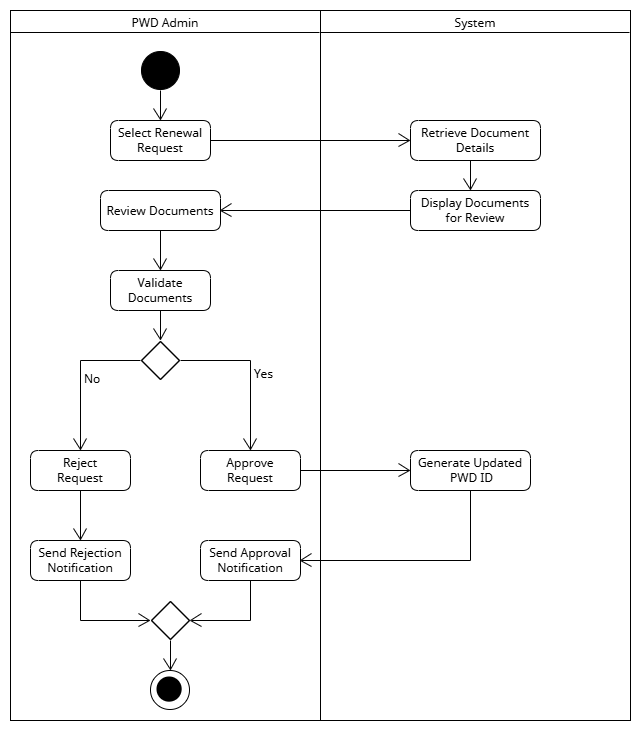 PWD Admin
System
Select Renewal
Request
Retrieve Document
Details
Review Documents
Display Documents
for Review
Validate
Documents
No
Yes
Reject
Request
Approve
Request
Generate Updated
PWD ID
Send Rejection
Notification
Send Approval
Notification